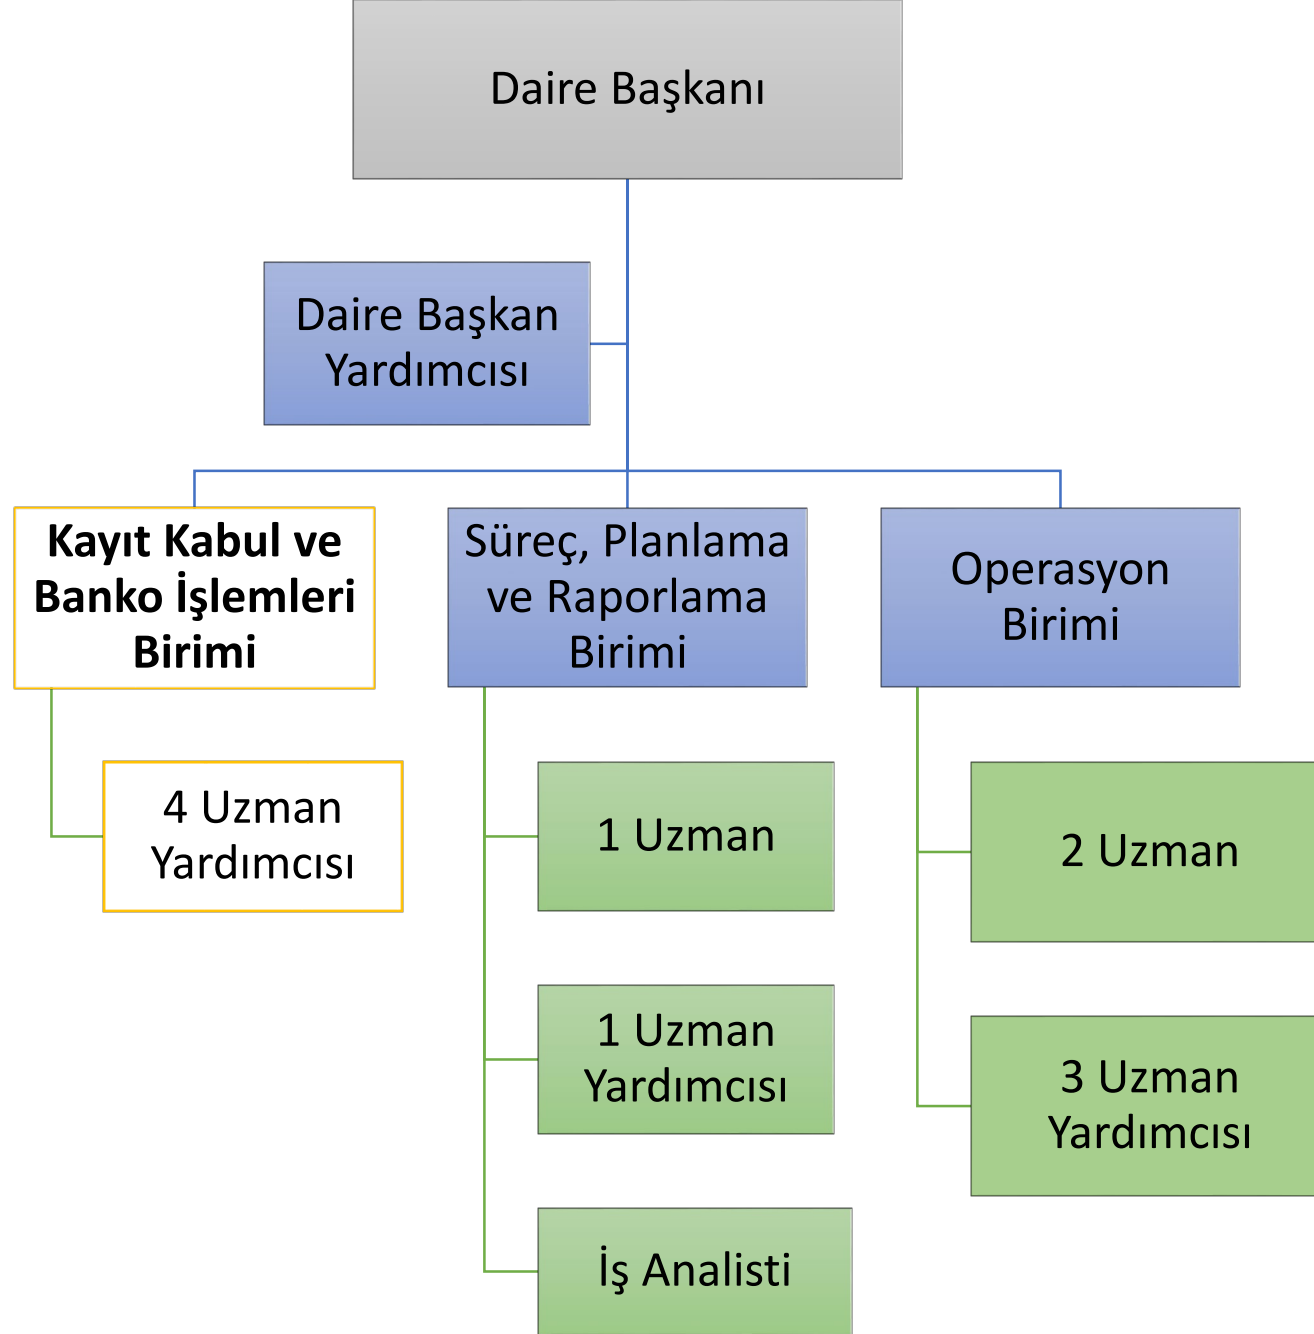 Daire Başkanı
Daire Başkan
Yardımcısı
Kayıt Kabul ve
Banko İşlemleri
Birimi
4 Uzman
Yardımcısı
Süreç, Planlama
ve Raporlama
Birimi
1 Uzman
1 Uzman
Yardımcısı
İş Analisti
Operasyon
Birimi
2 Uzman
3 Uzman
Yardımcısı